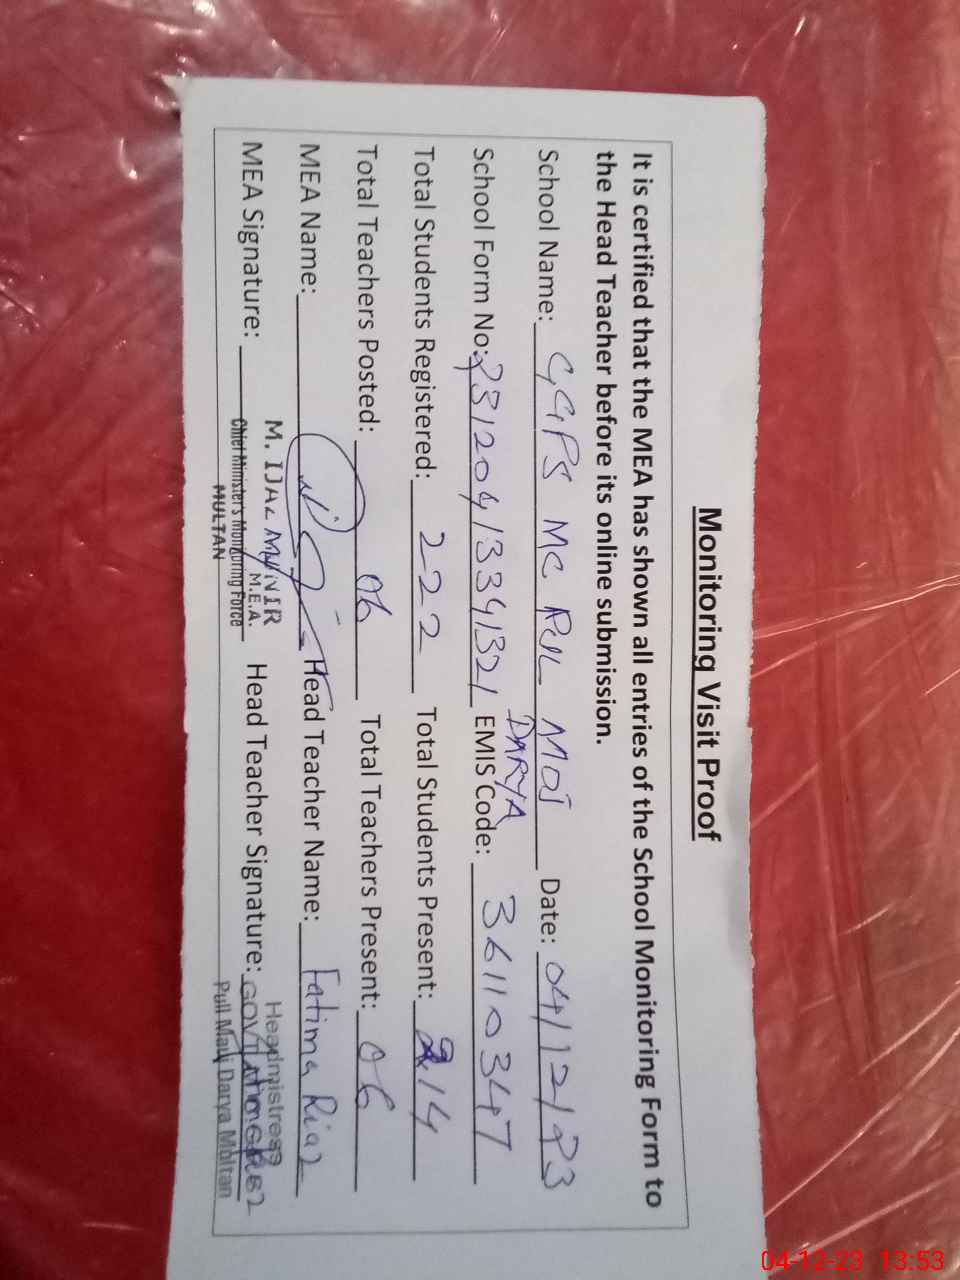 Monitoring Visit Proof
It is certified that the MEA has shown all entries of the School Monitoring Form to
the Head Teacher before its online submission.
School Name: GGPS MC PUL MOJ Date: 04/12/23
DARYA
School Form No: 23120413341321 EMIS Code: 36110347
Total Students Registered: 222 Total Students Present: 214
Total Teachers Posted: 06 Total Teachers Present: 06
MEA Name: Head Teacher Name: Fatima Riaz
M. IJAZ MUNIR
M.E.A.
MEA Signature: Head Teacher Signature:
Chief Minister's Monitoring Force
MULTAN
Headmistress
Pull Mauj Darya Multan
04-12-23 13:53